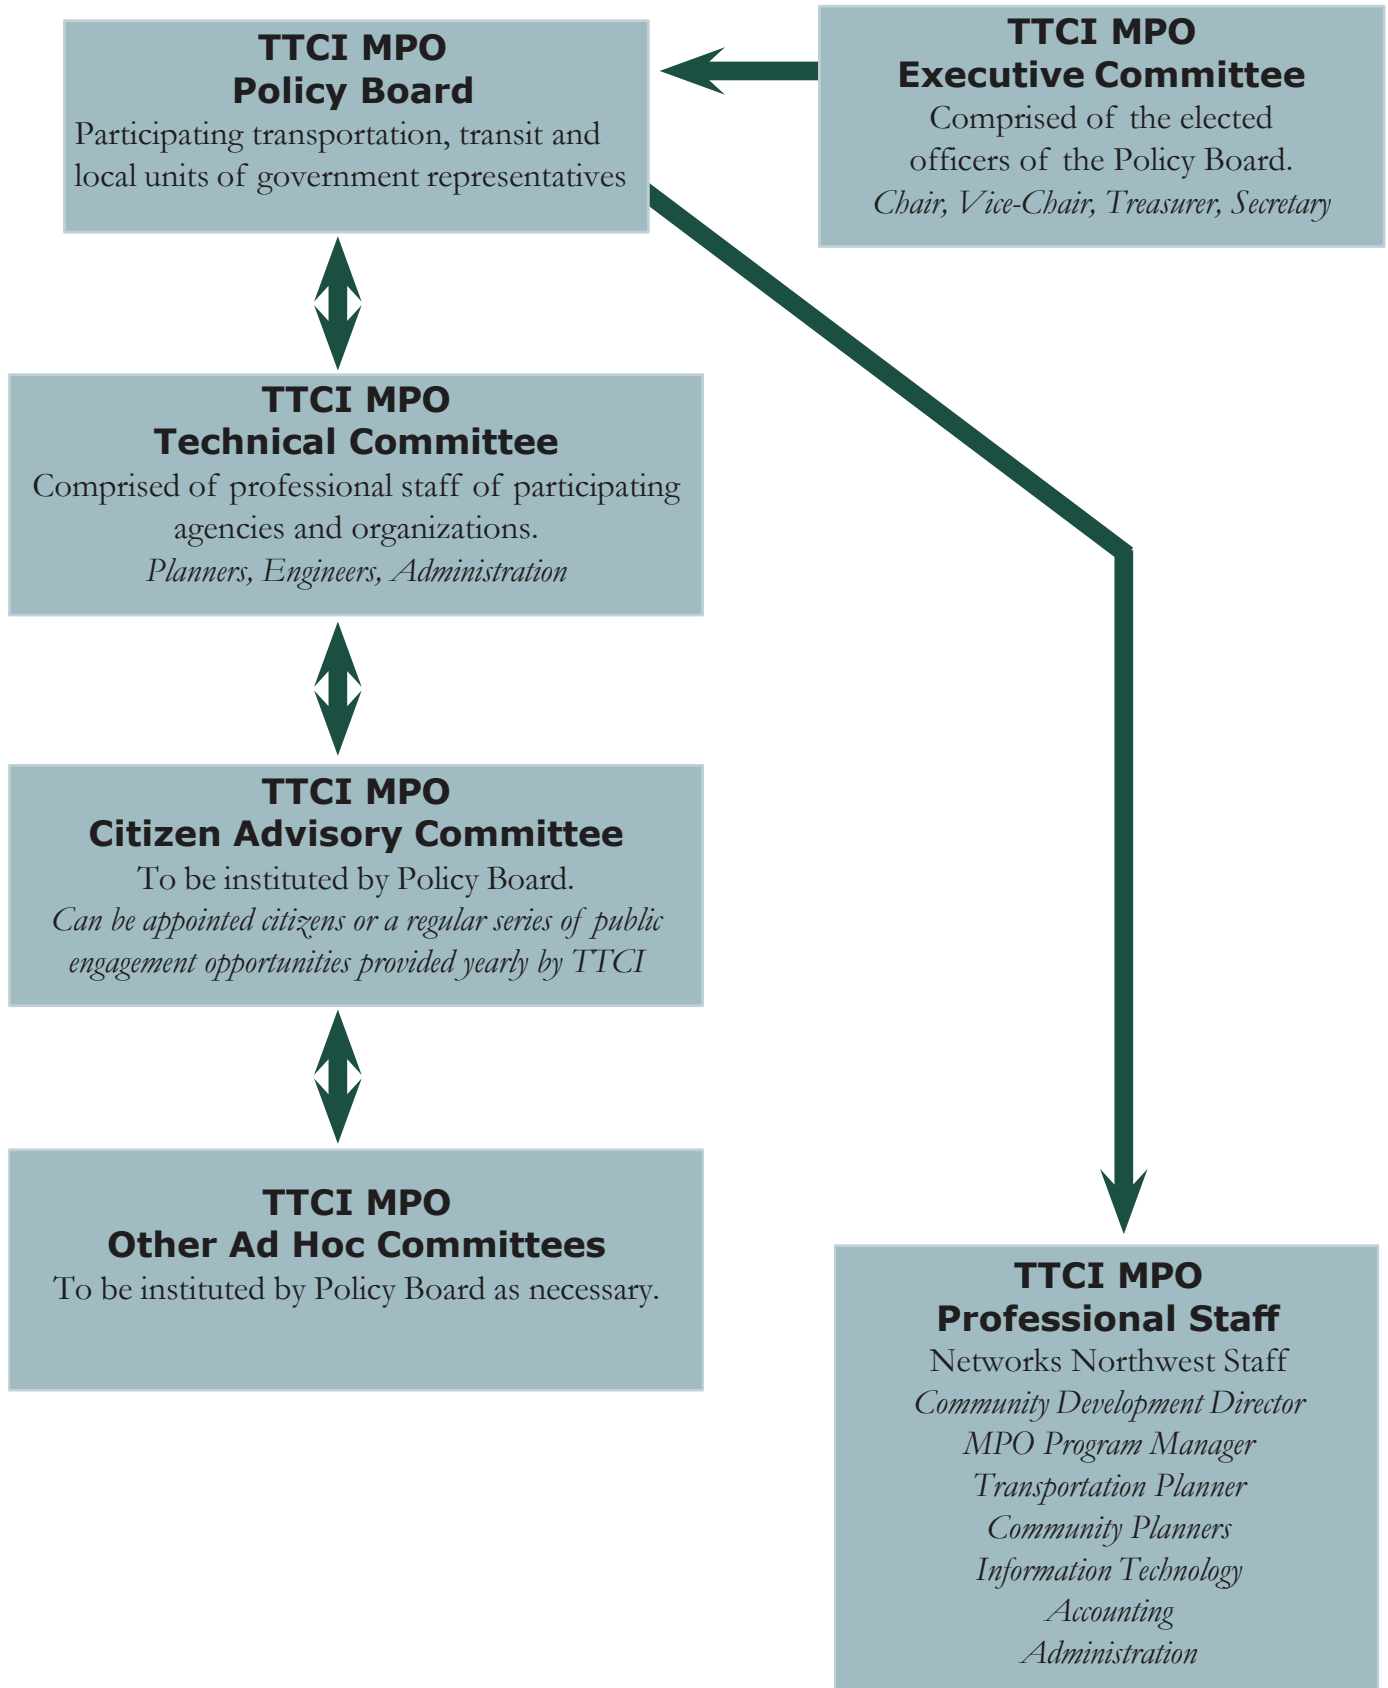 TTCI MPO
Policy Board
Participating transportation, transit and
local units of government representatives
TTCI MPO
Executive Committee
Comprised of the elected
officers of the Policy Board.
Chair, Vice-Chair, Treasurer, Secretary
TTCI MPO
Technical Committee
Comprised of professional staff of participating
agencies and organizations.
Planners, Engineers, Administration
TTCI MPO
Citizen Advisory Committee
To be instituted by Policy Board.
Can be appointed citizens or a regular series of public
engagement opportunities provided yearly by TTCI
TTCI MPO
Other Ad Hoc Committees
To be instituted by Policy Board as necessary.
TTCI MPO
Professional Staff
Networks Northwest Staff
Community Development Director
MPO Program Manager
Transportation Planner
Community Planners
Information Technology
Accounting
Administration